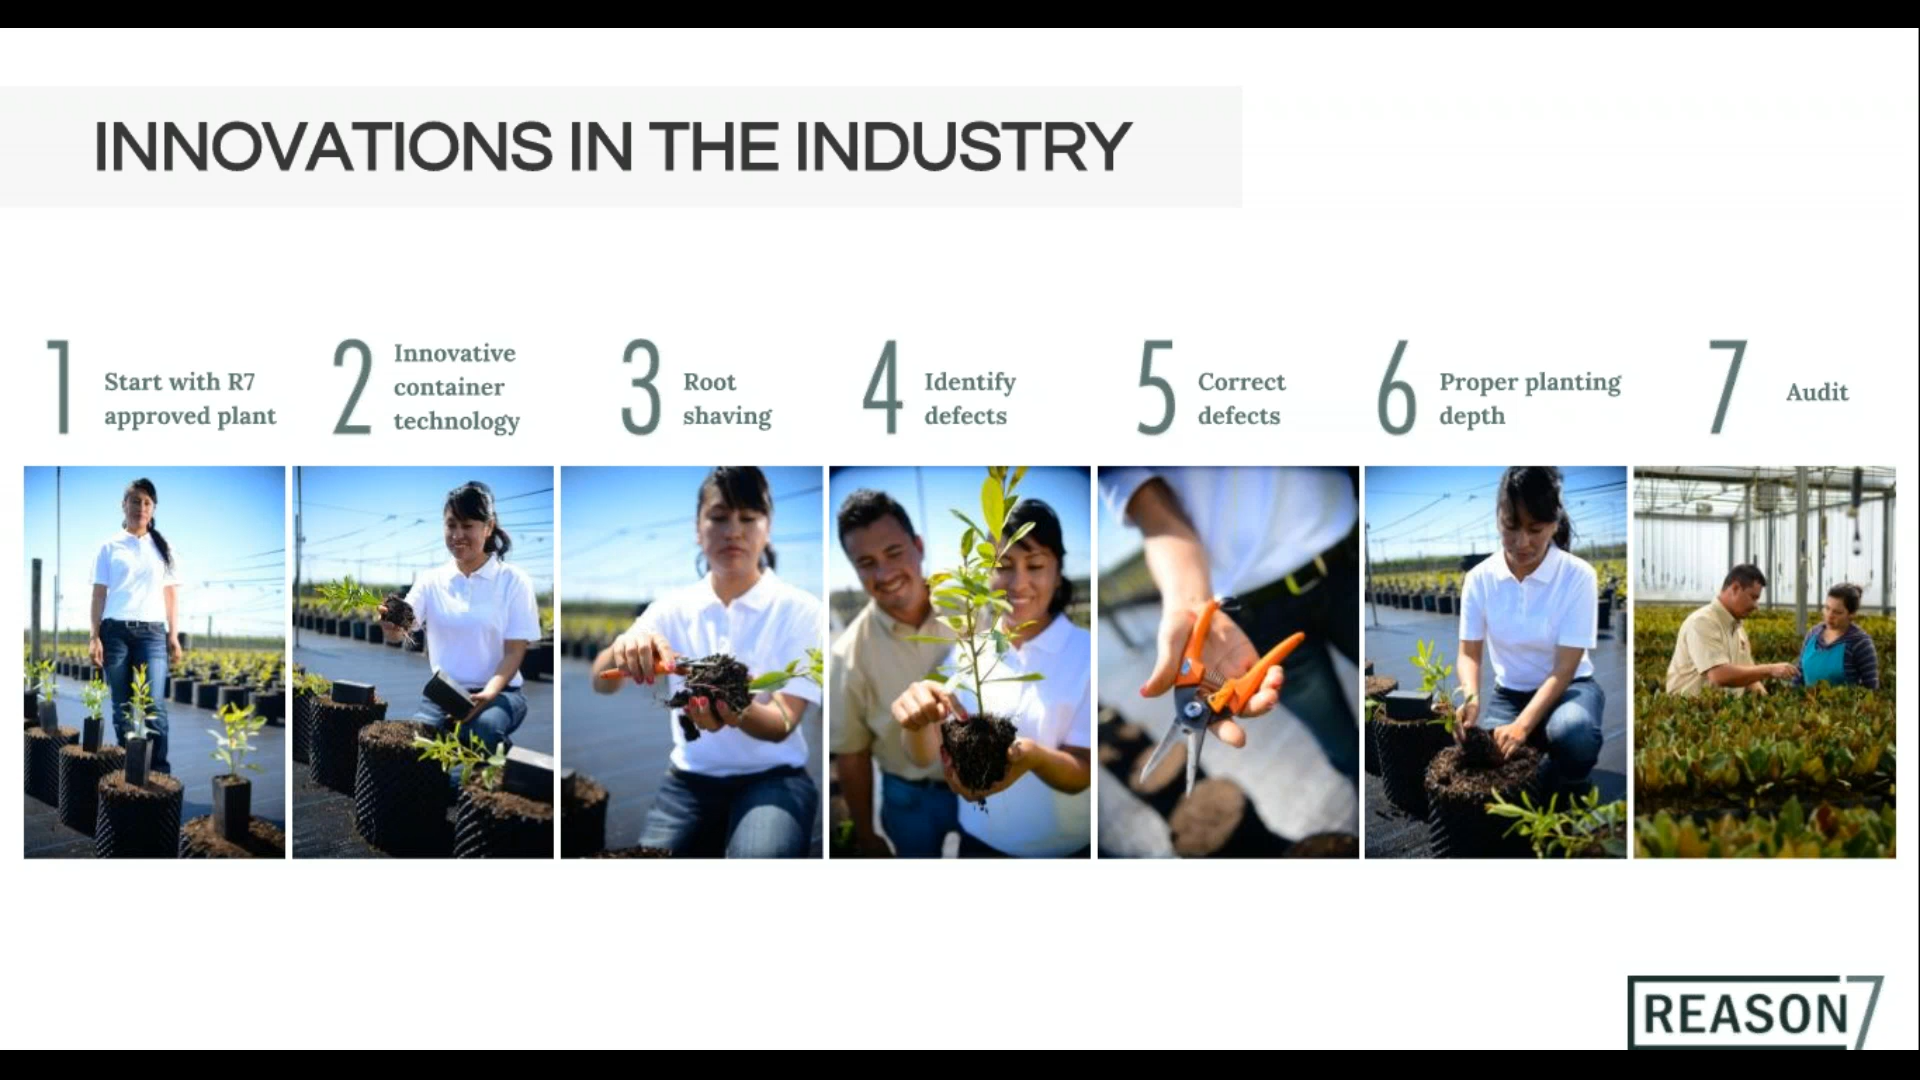 INNOVATIONS IN THE INDUSTRY
1
Start with R7
approved plant
2
Innovative
container
technology
3
Root
shaving
4
Identify
defects
5
Correct
defects
6
Proper planting
depth
7
Audit
REASON7